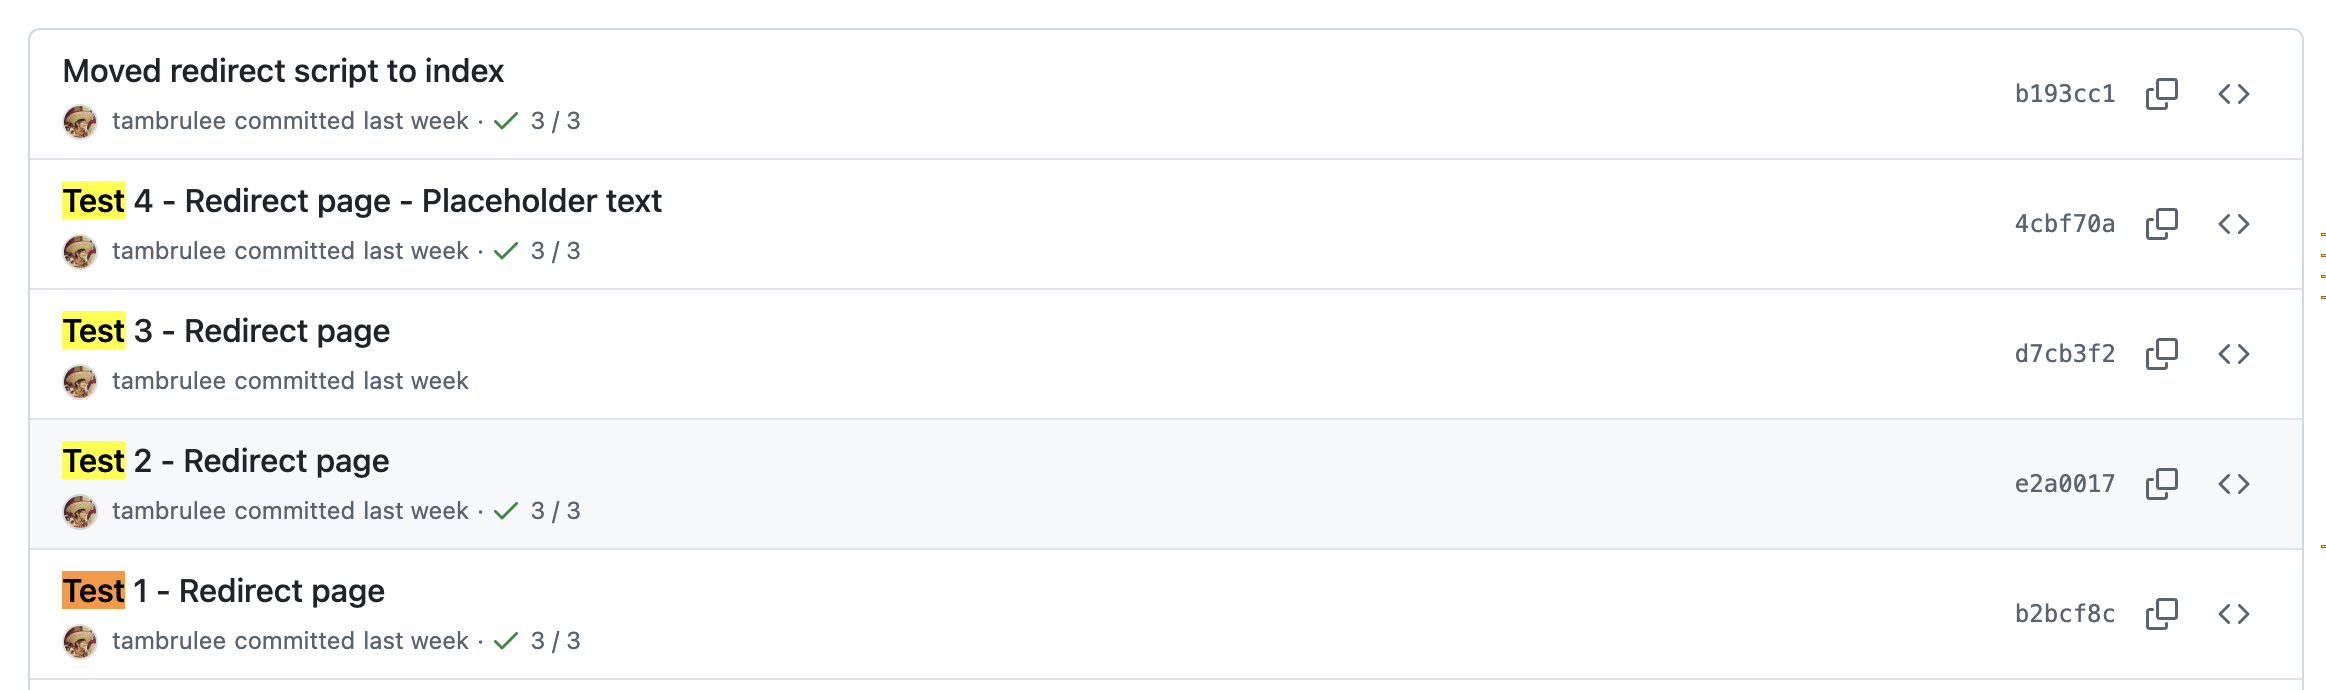 Moved redirect script to index
tambrulee committed last week · ✓ 3 / 3
b193cc1
Test 4 - Redirect page - Placeholder text
tambrulee committed last week · ✓ 3 / 3
4cbf70a
Test 3 - Redirect page
tambrulee committed last week
d7cb3f2
Test 2 - Redirect page
tambrulee committed last week · ✓ 3 / 3
e2a0017
Test 1 - Redirect page
tambrulee committed last week · ✓ 3 / 3
b2bcf8c